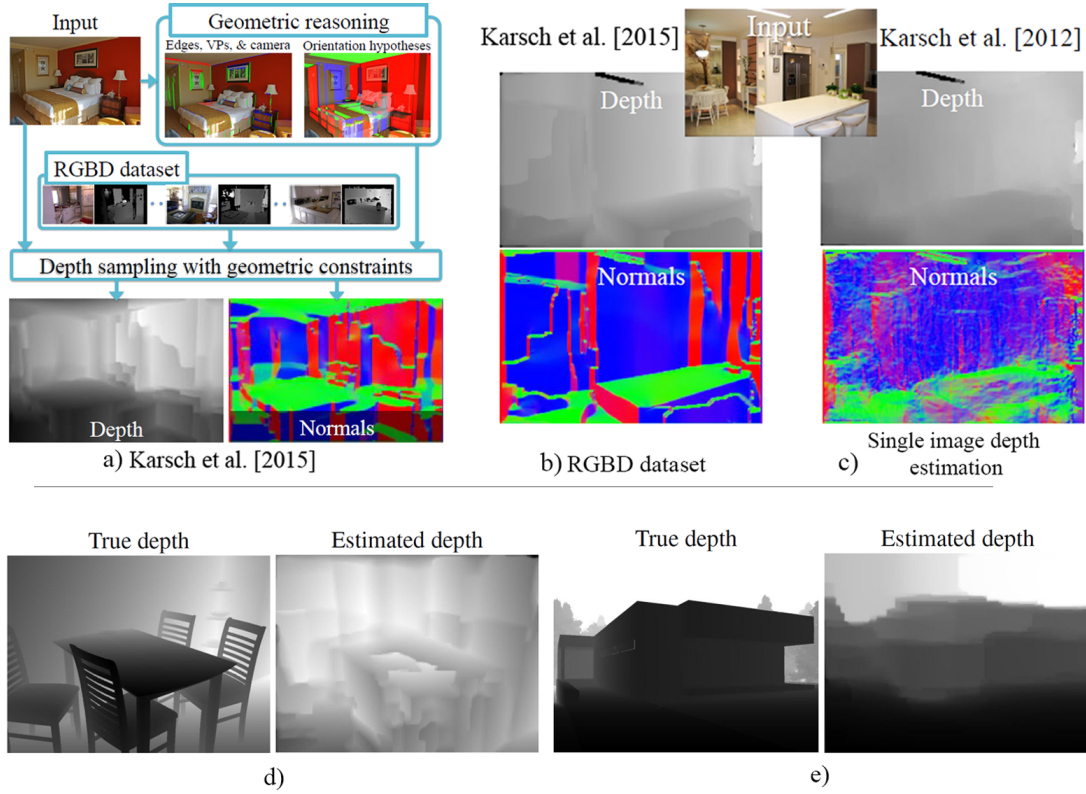 Input
Geometric reasoning
Edges, VPs, & camera
Orientation hypotheses
RGBD dataset
Depth sampling with geometric constraints
Depth
Normals
a) Karsch et al. [2015]
Karsch et al. [2015]
Input
Karsch et al. [2012]
Depth
Depth
Normals
Normals
b) RGBD dataset
c) Single image depth
estimation
True depth
Estimated depth
True depth
Estimated depth
d)
e)